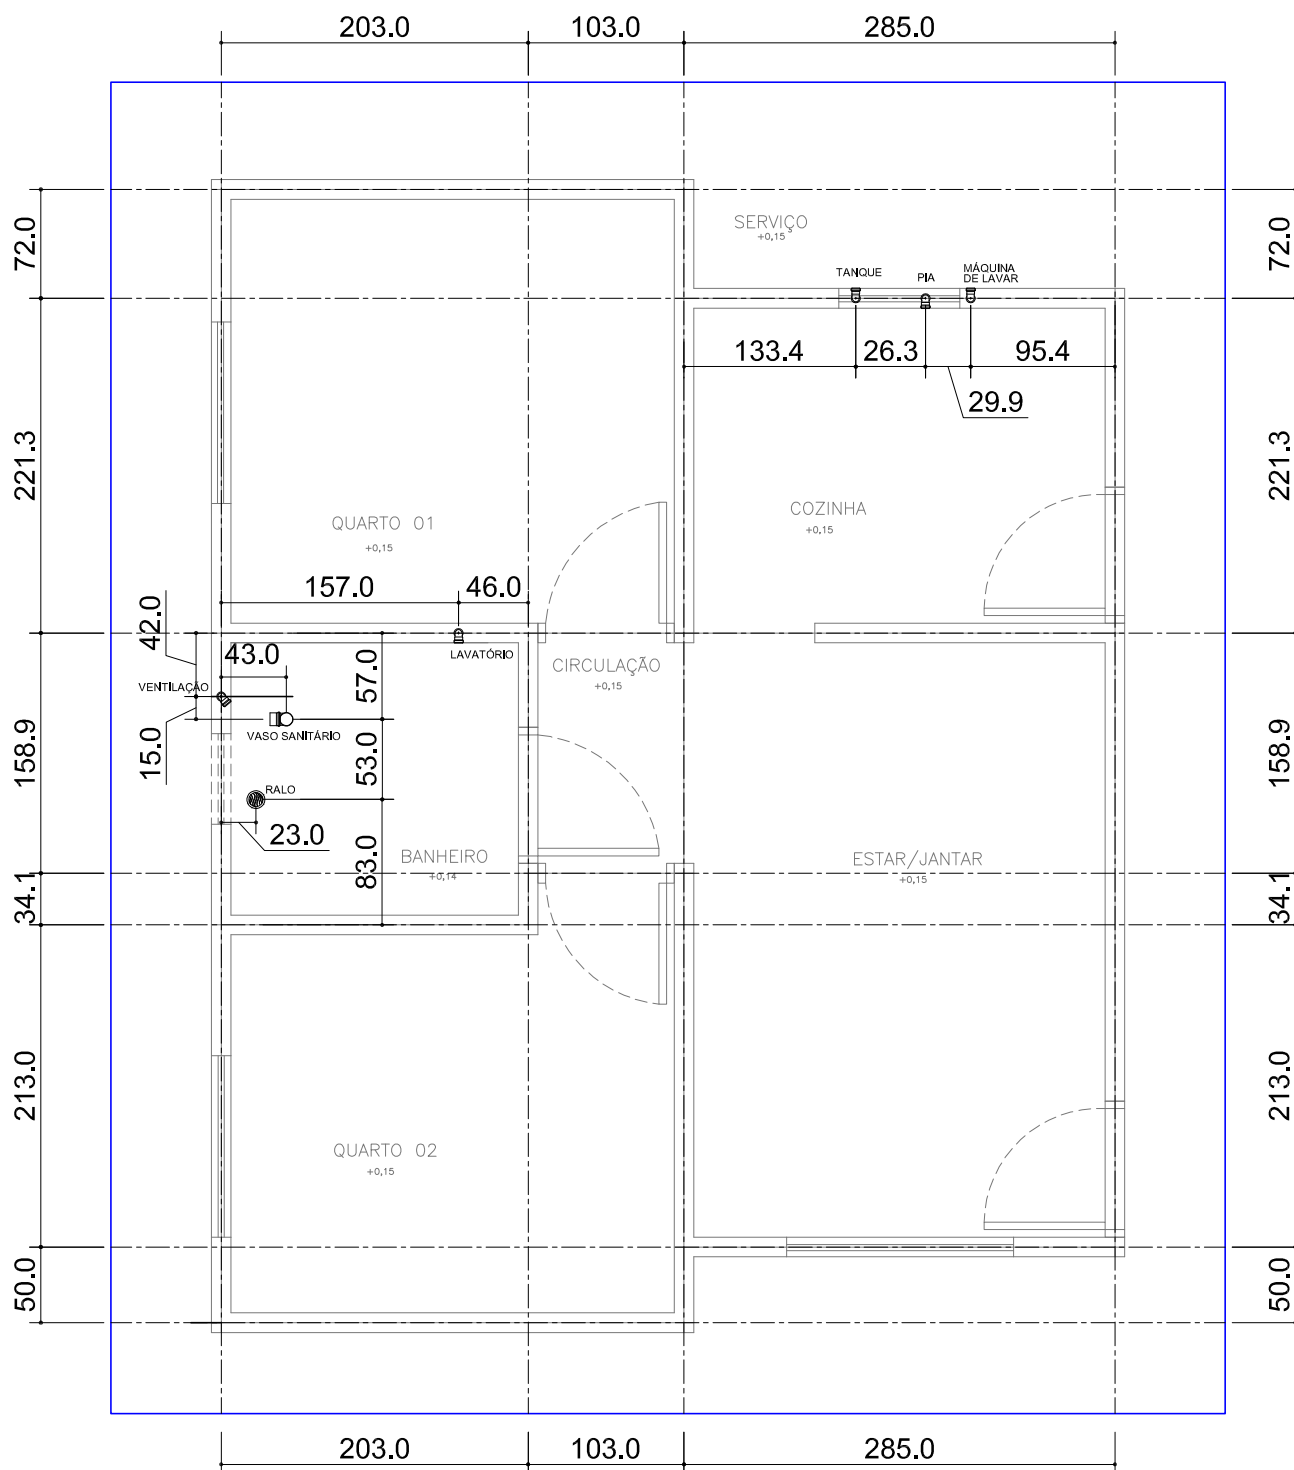 203.0 103.0 285.0
72.0
72.0
SERVIÇO
+0,15
TANQUE
PIA
MÁQUINA
DE LAVAR
133.4 26.3 95.4
29.9
221.3
221.3
QUARTO 01
+0,15
COZINHA
+0,15
157.0 46.0
42.0
43.0
57.0
LAVATÓRIO
CIRCULAÇÃO
+0,15
VENTILAÇÃO
VASO SANITÁRIO
15.0
53.0
158.9
158.9
RALO
23.0
83.0
BANHEIRO
+0,14
ESTAR/JANTAR
+0,15
34.1
34.1
213.0
213.0
QUARTO 02
+0,15
50.0
50.0
203.0 103.0 285.0